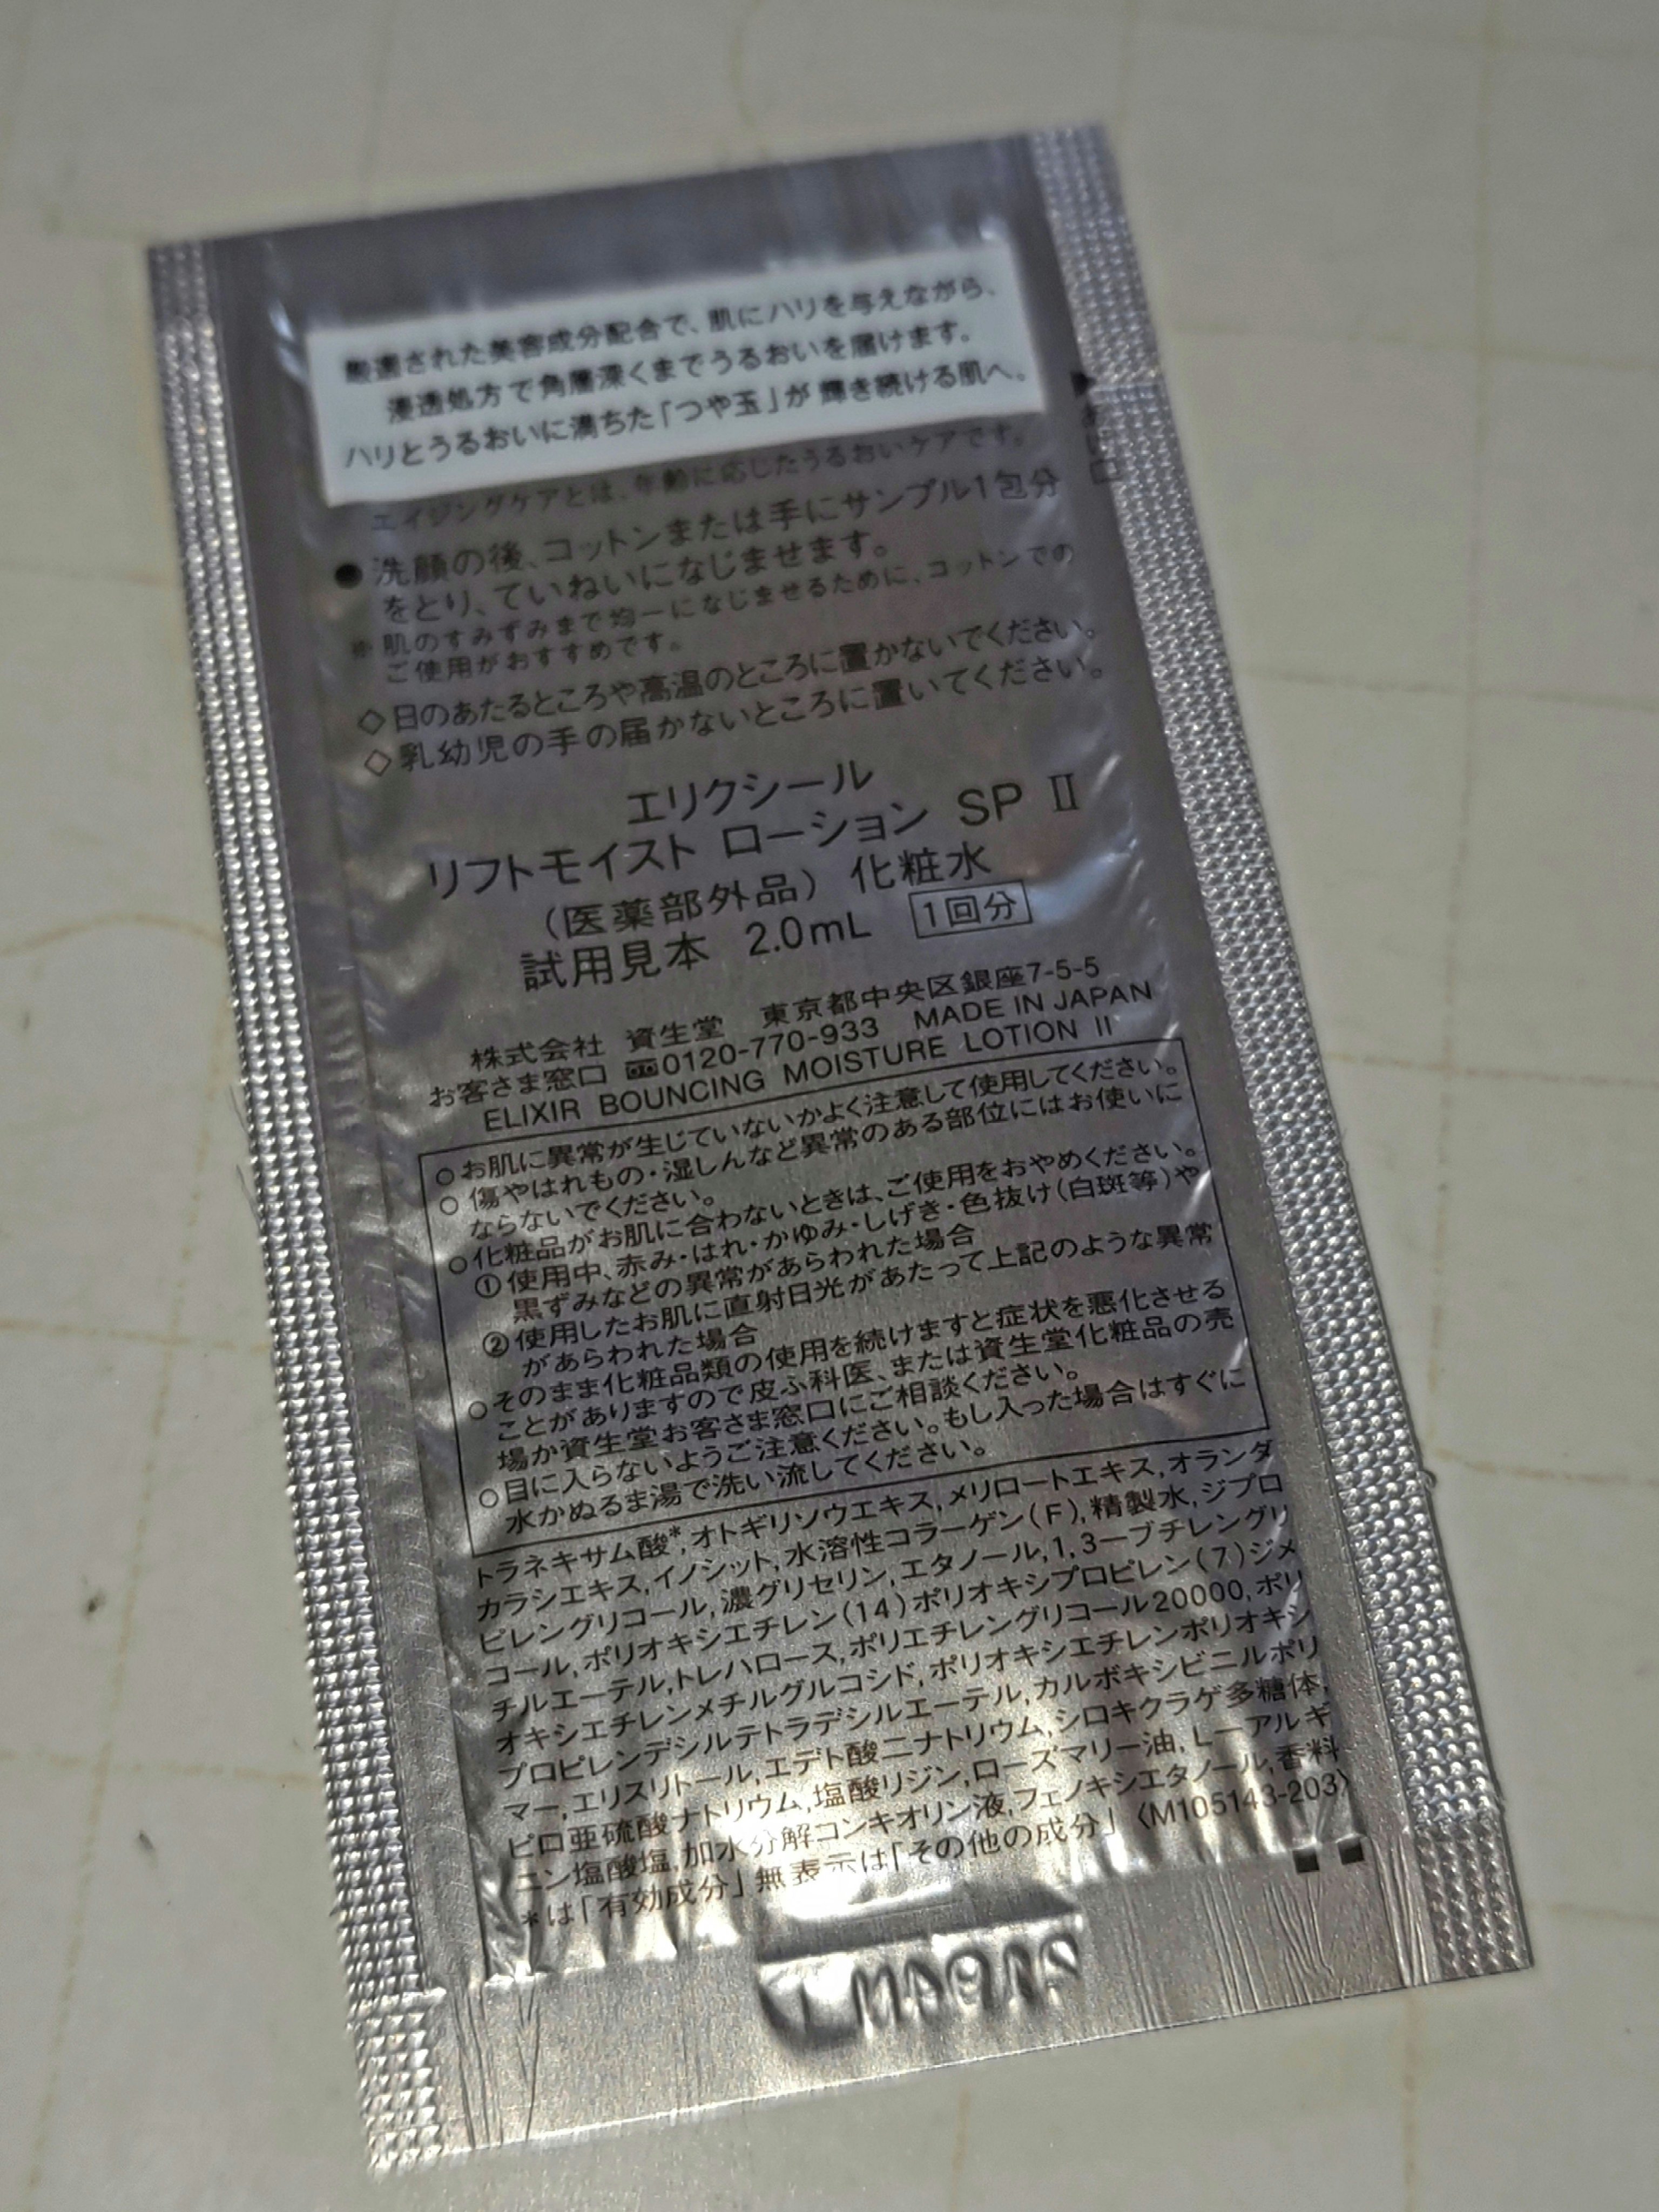 厳選された美容成分配合で、肌にハリを与えながら、
浸透処方で角層深くまでうるおいを届けます。
ハリとうるおいに満ちた「つや玉」が 輝き続ける肌へ。
エイジングケアとは、年齢に応じたうるおいケアです。
● 洗顔の後、コットンまたは手にサンプル1包分
をとり、ていねいになじませます。
※ 肌のすみずみまで均一になじませるために、コットンでの
ご使用がおすすめです。
◇ 日のあたるところや高温のところに置かないでください。
◇ 乳幼児の手の届かないところに置いてください。
エリクシール
リフトモイスト ローション SP II
(医薬部外品) 化粧水
試用見本 2.0mL 1回分
株式会社 資生堂 東京都中央区銀座7-5-5
お客さま窓口 0120-770-933 MADE IN JAPAN
ELIXIR BOUNCING MOISTURE LOTION II
○ お肌に異常が生じていないかよく注意して使用してください。
○ 傷やはれもの・湿しんなど異常のある部位にはお使いに
ならないでください。
○ 化粧品がお肌に合わないときは、ご使用をおやめください。
① 使用中、赤み・はれ・かゆみ・しげき・色抜け(白斑等)や
黒ずみなどの異常があらわれた場合
② 使用したお肌に直射日光があたって上記のような異常
があらわれた場合
○ そのまま化粧品類の使用を続けますと症状を悪化させる
ことがありますので皮ふ科医、または資生堂化粧品の売
場か資生堂お客さま窓口にご相談ください。
○ 目に入らないようご注意ください。もし入った場合はすぐに
水かぬるま湯で洗い流してください。
トラネキサム酸*,オトギリソウエキス,メリロートエキス,オランダ
カラシエキス,イノシット,水溶性コラーゲン(F),精製水,ジプロ
ピレングリコール,濃グリセリン,エタノール,1,3ーブチレングリ
コール,ポリオキシエチレン(14)ポリオキシプロピレン(7)ジメ
チルエーテル,トレハロース,ポリエチレングリコール20000,ポリ
オキシエチレンメチルグルコシド,ポリオキシエチレンポリオキシ
プロピレンデシルテトラデシルエーテル,カルボキシビニルポリ
マー,エリスリトール,エデト酸二ナトリウム,シロキクラゲ多糖体,
ピロ亜硫酸ナトリウム,塩酸リジン,ローズマリー油,Lーアルギ
ニン塩酸塩,加水分解コンキオリン液,フェノキシエタノール,香料
*は「有効成分」無表示は「その他の成分」〈M105143-203〉